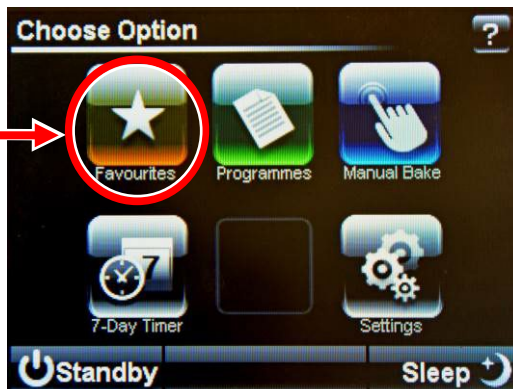 Choose Option
?
Favourites Programmes Manual Bake
7
7-Day Timer Settings
Standby Sleep